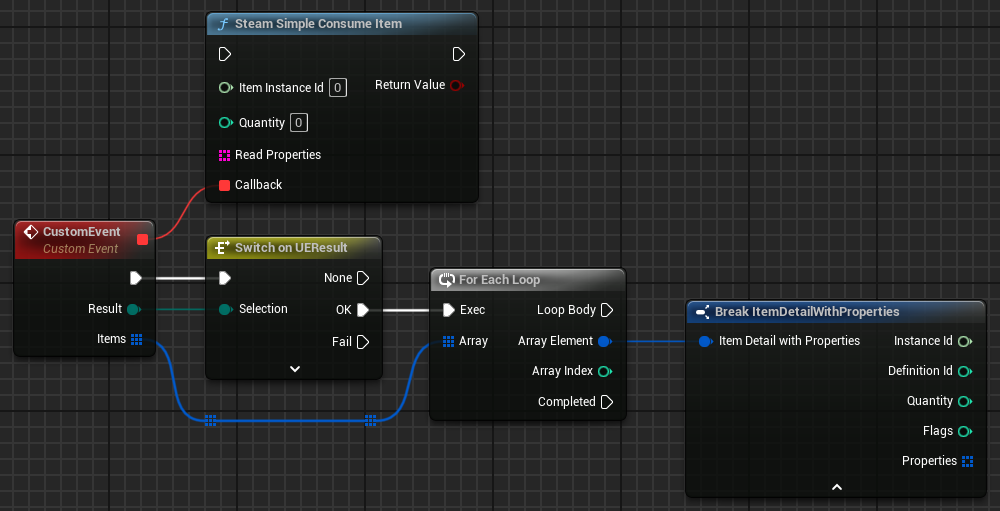 Steam Simple Consume Item
Item Instance Id 0
Return Value
Quantity 0
Read Properties
Callback
CustomEvent
Custom Event
Result
Items
Switch on UEResult
None
Selection
OK
Fail
For Each Loop
Exec
Loop Body
Array
Array Element
Array Index
Completed
Break ItemDetailWithProperties
Item Detail with Properties
Instance Id
Definition Id
Quantity
Flags
Properties